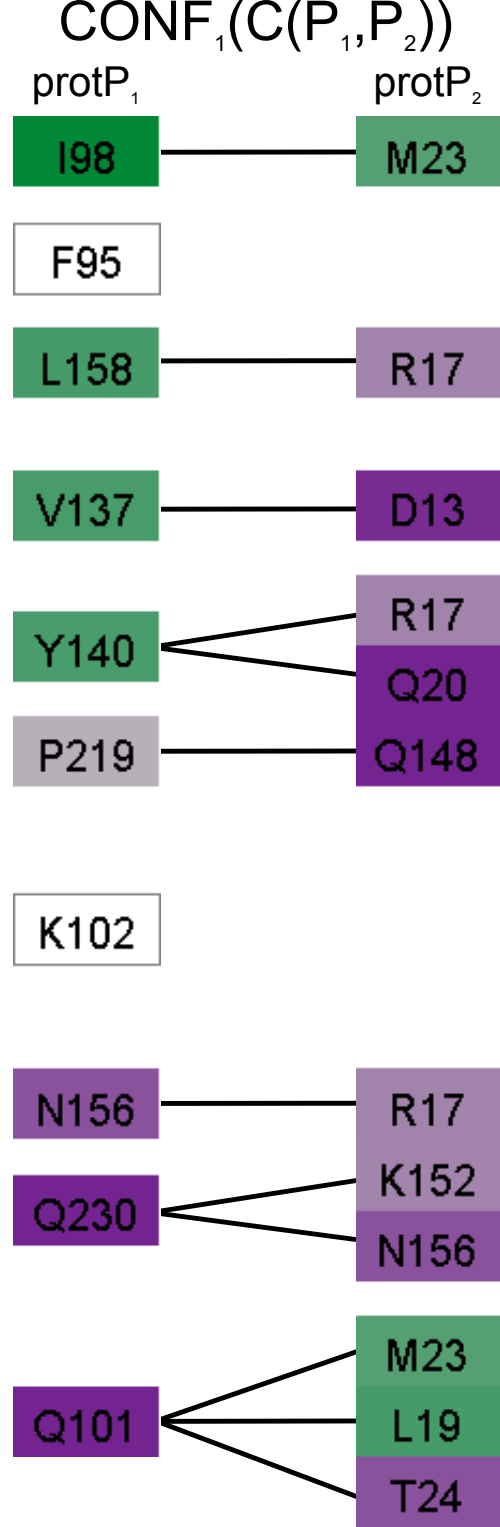 CONF₁(C(P₁,P₂))
protP₁ protP₂
I98 M23
F95
L158 R17
V137 D13
R17
Y140
Q20
P219 Q148
K102
N156 R17
K152
Q230
N156
M23
Q101 L19
T24